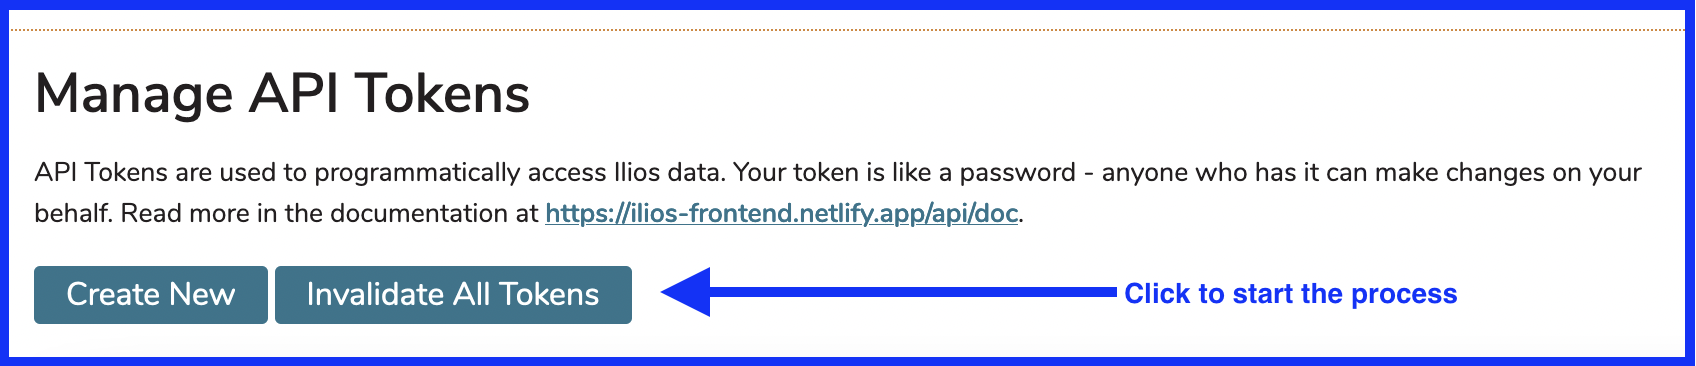 Manage API Tokens
API Tokens are used to programmatically access Ilios data. Your token is like a password - anyone who has it can make changes on your
behalf. Read more in the documentation at https://ilios-frontend.netlify.app/api/doc.
Create New Invalidate All Tokens Click to start the process